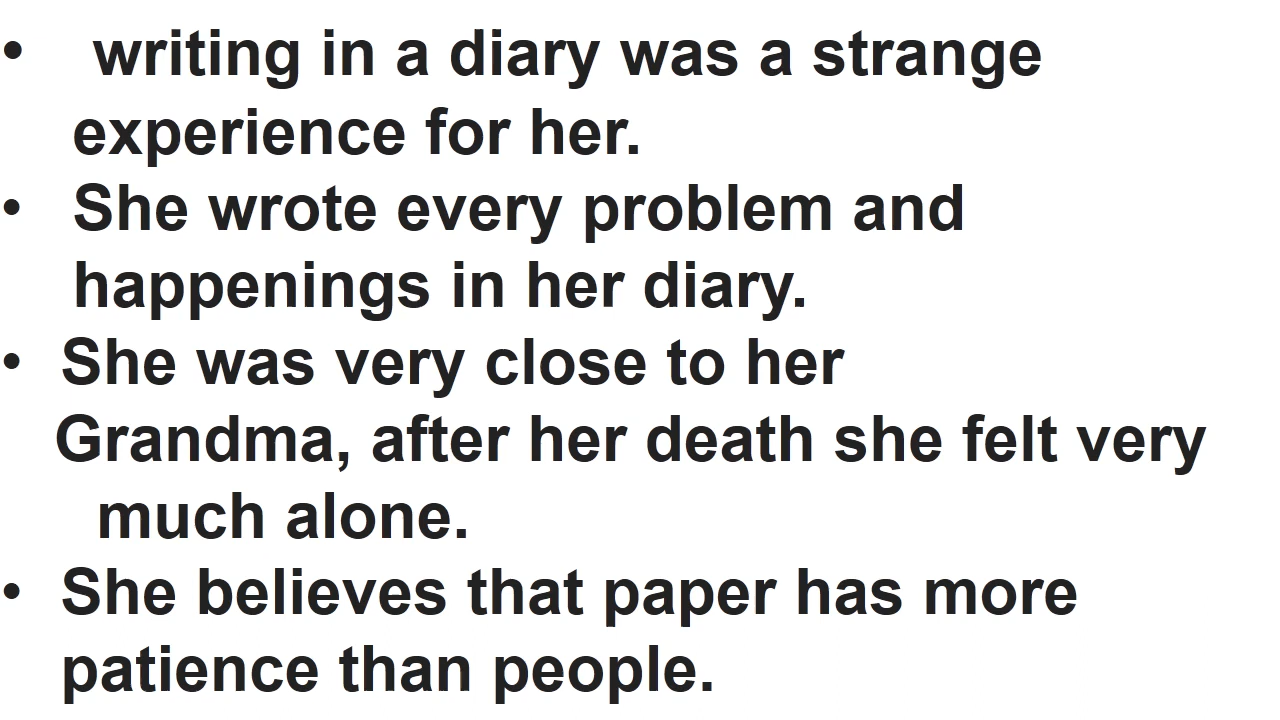 • writing in a diary was a strange
experience for her.
• She wrote every problem and
happenings in her diary.
• She was very close to her
Grandma, after her death she felt very
much alone.
• She believes that paper has more
patience than people.